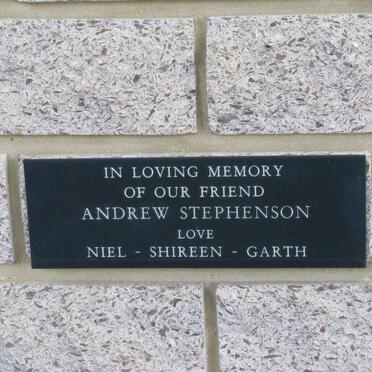 IN LOVING MEMORY
OF OUR FRIEND
ANDREW STEPHENSON
LOVE
NIEL - SHIREEN - GARTH